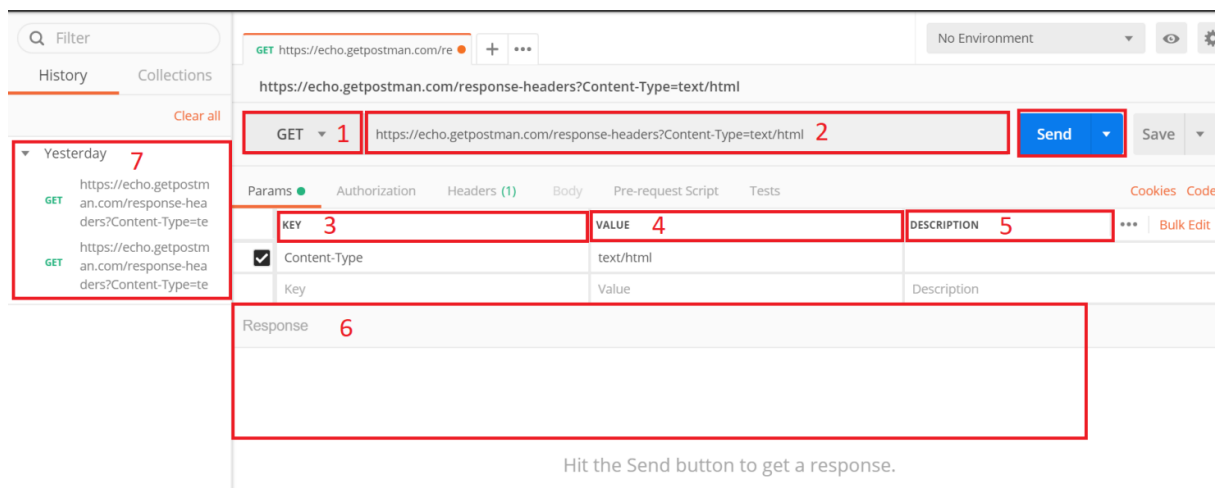 Filter
History Collections
Clear all
Yesterday 7
GET https://echo.getpostm
an.com/response-hea
ders?Content-Type=te
GET https://echo.getpostm
an.com/response-hea
ders?Content-Type=te
GET https://echo.getpostman.com/re + •••
No Environment
https://echo.getpostman.com/response-headers?Content-Type=text/html
GET 1 https://echo.getpostman.com/response-headers?Content-Type=text/html 2 Send Save
Params Authorization Headers (1) Body Pre-request Script Tests Cookies Code
KEY 3 VALUE 4 DESCRIPTION 5 ••• Bulk Edit
Content-Type text/html
Key Value Description
Response 6
Hit the Send button to get a response.